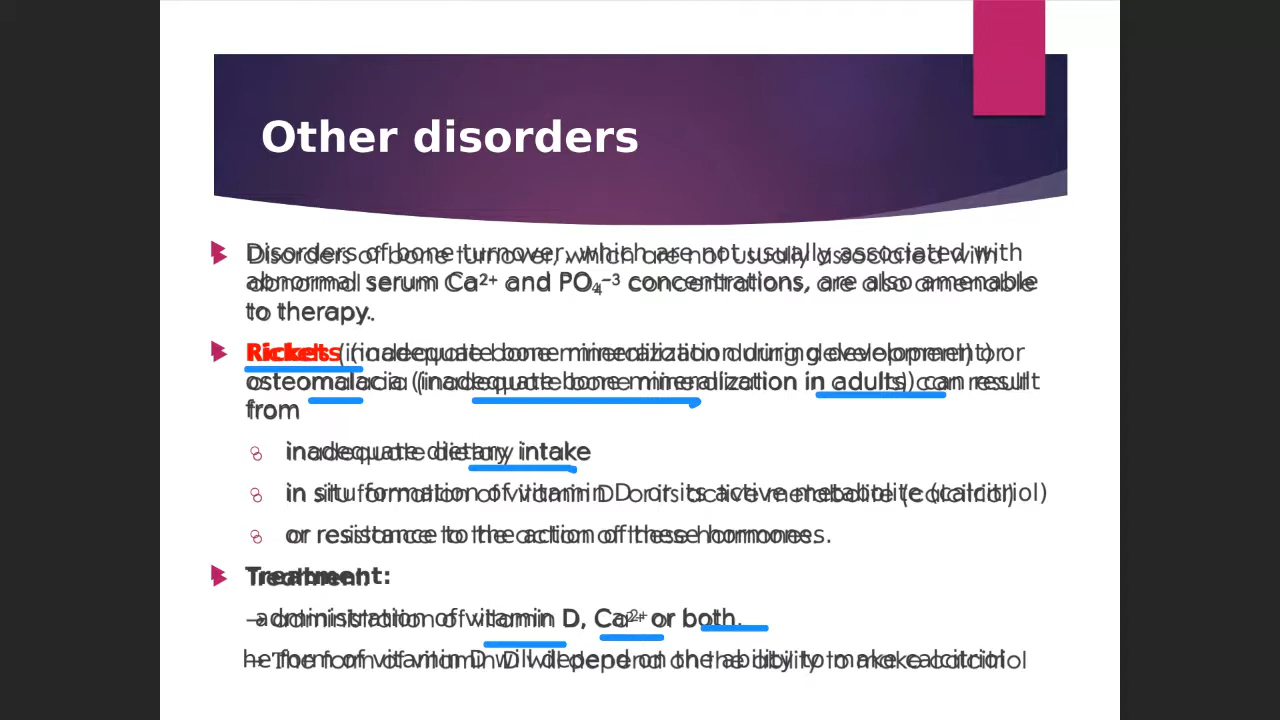 Other disorders
Disorders of bone turnover, which are not usually associated with
abnormal serum Ca²⁺ and PO₄⁻³ concentrations, are also amenable
to therapy.
Rickets (inadequate bone mineralization during development) or
osteomalacia (inadequate bone mineralization in adults) can result
from
inadequate dietary intake
in situ formation of vitamin D or its active metabolite (calcitriol)
or resistance to the action of these hormones.
Treatment:
→ administration of vitamin D, Ca²⁺ or both.
→ The form of vitamin D will depend on the ability to make calcitriol